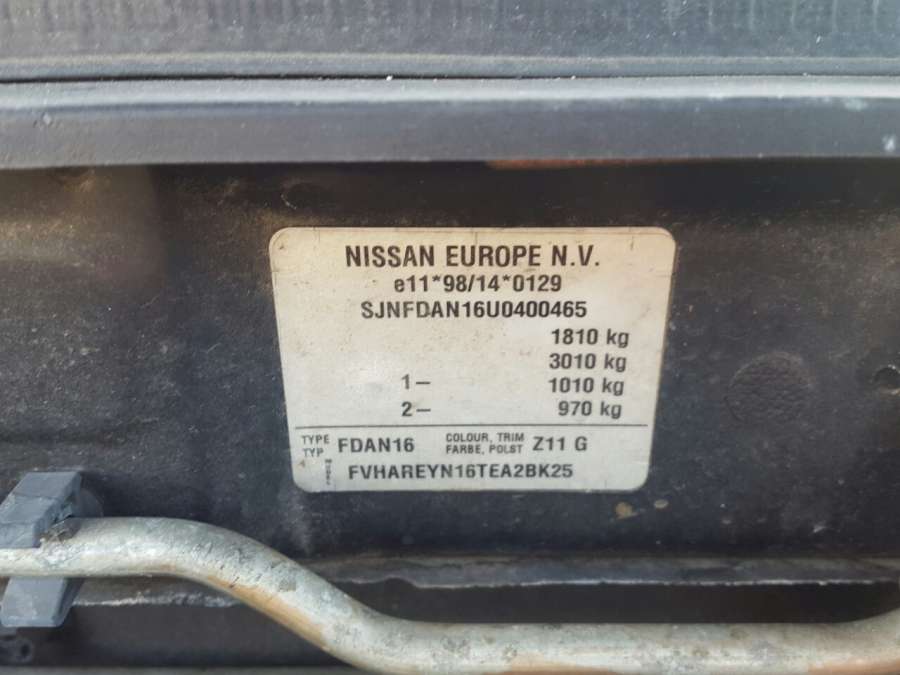 NISSAN EUROPE N.V.
e11*98/14*0129
SJNFDAN16U0400465
1810 kg
3010 kg
1– 1010 kg
2– 970 kg
TYPE FDAN16 COLOUR, TRIM Z11 G
TYP FARBE, POLST
MODEL FVHAREYN16TEA2BK25